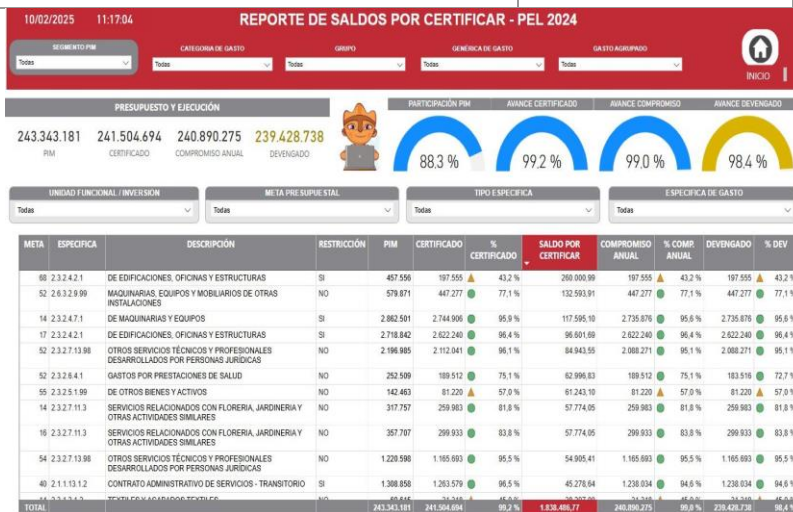 10/02/2025 11:17:04 REPORTE DE SALDOS POR CERTIFICAR - PEL 2024
SEGMENTO PIM CATEGORIA DE GASTO GRUPO GENÉRICA DE GASTO GASTO AGRUPADO
Todas Todas Todas Todas Todas
INICIO
PRESUPUESTO Y EJECUCIÓN PARTICIPACIÓN PIM AVANCE CERTIFICADO AVANCE COMPROMISO AVANCE DEVENGADO
243.343.181 241.504.694 240.890.275 239.428.738
PIM CERTIFICADO COMPROMISO ANUAL DEVENGADO
88.3 % 99.2 % 99.0 % 98.4 %
UNIDAD FUNCIONAL / INVERSIÓN META PRESUPUESTAL TIPO ESPECIFICA ESPECIFICA DE GASTO
Todas Todas Todas Todas
META ESPECIFICA DESCRIPCIÓN RESTRICCIÓN PIM CERTIFICADO % CERTIFICADO SALDO POR CERTIFICAR COMPROMISO ANUAL % COMP. ANUAL DEVENGADO % DEV
68 2.3.2.4.2.1 DE EDIFICACIONES, OFICINAS Y ESTRUCTURAS SI 457.556 197.555 43,2 % 260.000,99 197.555 43,2 % 197.555 43,2 %
52 2.6.3.2.9.99 MAQUINARIAS, EQUIPOS Y MOBILIARIOS DE OTRAS INSTALACIONES NO 579.871 447.277 77,1 % 132.593,91 447.277 77,1 % 447.277 77,1 %
14 2.3.2.4.7.1 DE MAQUINARIAS Y EQUIPOS SI 2.862.501 2.744.906 95,9 % 117.595,10 2.735.876 95,6 % 2.735.876 95,6 %
17 2.3.2.4.2.1 DE EDIFICACIONES, OFICINAS Y ESTRUCTURAS SI 2.718.842 2.622.240 96,4 % 96.601,69 2.622.240 96,4 % 2.622.240 96,4 %
52 2.3.2.7.13.98 OTROS SERVICIOS TÉCNICOS Y PROFESIONALES DESARROLLADOS POR PERSONAS JURÍDICAS NO 2.196.985 2.112.041 96,1 % 84.943,55 2.088.271 95,1 % 2.088.271 95,1 %
52 2.3.2.6.4.1 GASTOS POR PRESTACIONES DE SALUD NO 252.509 189.512 75,1 % 62.996,83 189.512 75,1 % 183.516 72,7 %
55 2.3.2.5.1.99 DE OTROS BIENES Y ACTIVOS NO 142.463 81.220 57,0 % 61.243,10 81.220 57,0 % 81.220 57,0 %
14 2.3.2.7.11.3 SERVICIOS RELACIONADOS CON FLORERIA, JARDINERIA Y OTRAS ACTIVIDADES SIMILARES NO 317.757 259.983 81,8 % 57.774,05 259.983 81,8 % 259.983 81,8 %
16 2.3.2.7.11.3 SERVICIOS RELACIONADOS CON FLORERIA, JARDINERIA Y OTRAS ACTIVIDADES SIMILARES NO 357.707 299.933 83,8 % 57.774,05 299.933 83,8 % 299.933 83,8 %
54 2.3.2.7.13.98 OTROS SERVICIOS TÉCNICOS Y PROFESIONALES DESARROLLADOS POR PERSONAS JURÍDICAS NO 1.220.598 1.165.693 95,5 % 54.905,41 1.165.693 95,5 % 1.165.693 95,5 %
40 2.1.1.13.1.2 CONTRATO ADMINISTRATIVO DE SERVICIOS - TRANSITORIO SI 1.308.858 1.263.579 96,5 % 45.278,64 1.238.034 94,6 % 1.238.034 94,6 %
TOTAL 243.343.181 241.504.694 99,2 % 1.838.486,77 240.890.275 99,0 % 239.428.738 98,4 %